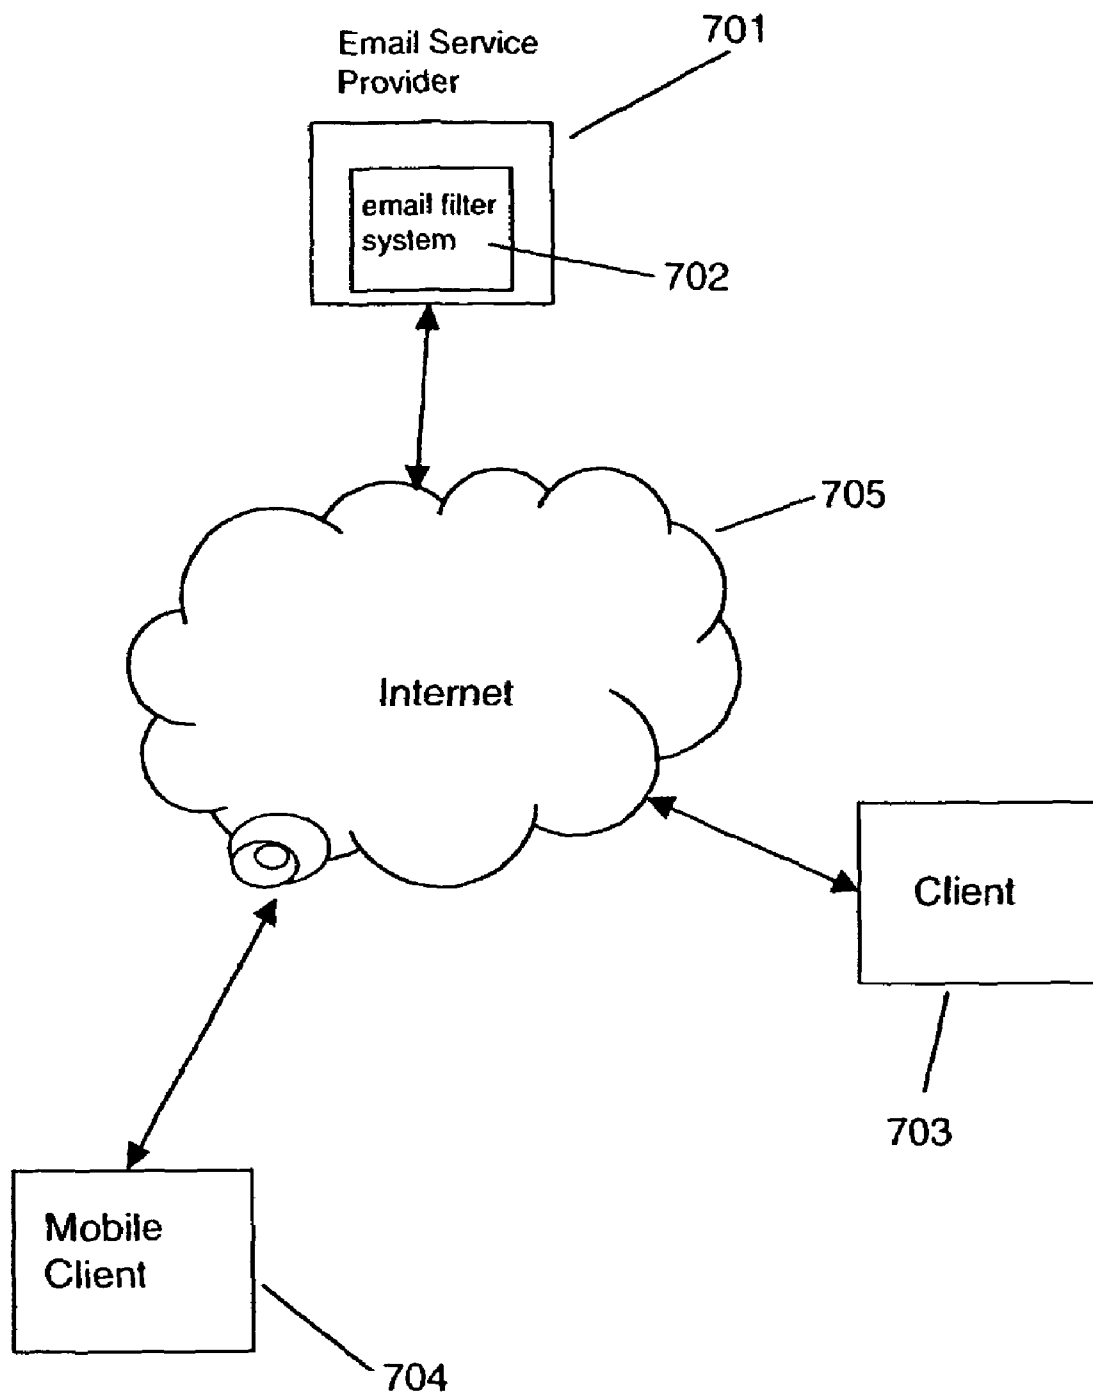 701
Email Service
Provider
email filter
system
702
705
Internet
Client
703
Mobile
Client
704